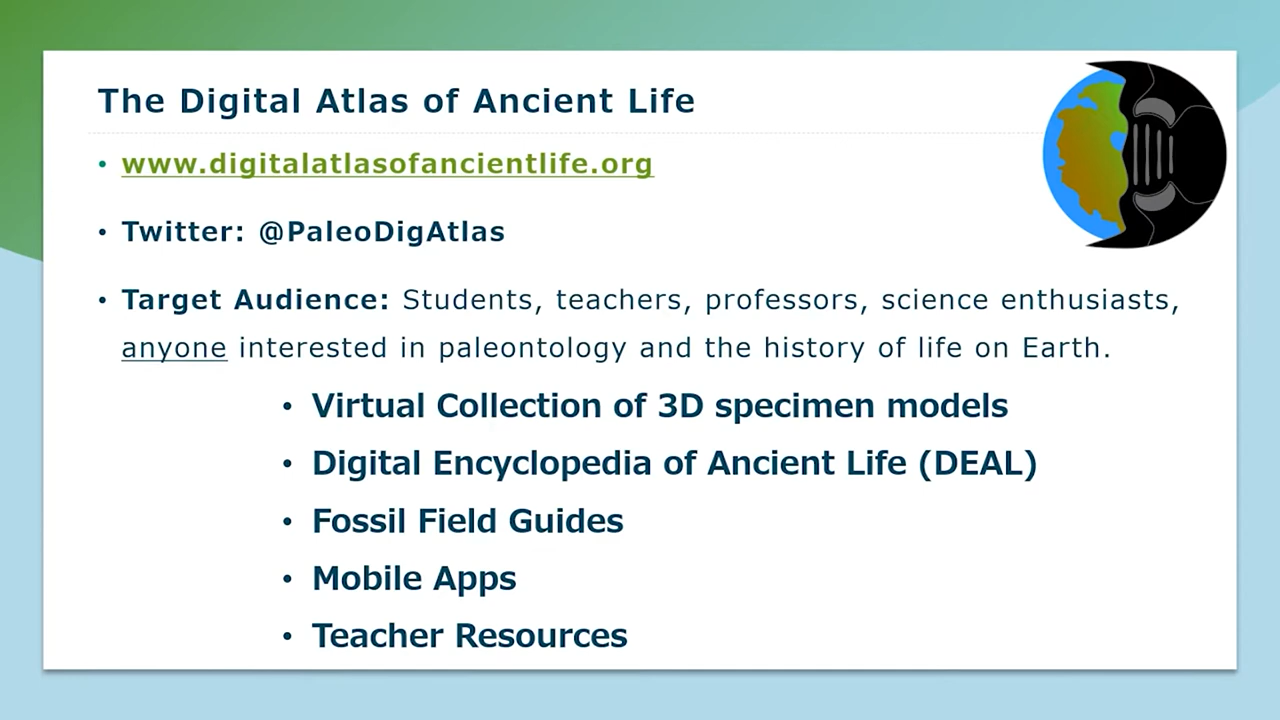 The Digital Atlas of Ancient Life
• www.digitalatlasofancientlife.org
• Twitter: @PaleoDigAtlas
• Target Audience: Students, teachers, professors, science enthusiasts,
anyone interested in paleontology and the history of life on Earth.
• Virtual Collection of 3D specimen models
• Digital Encyclopedia of Ancient Life (DEAL)
• Fossil Field Guides
• Mobile Apps
• Teacher Resources